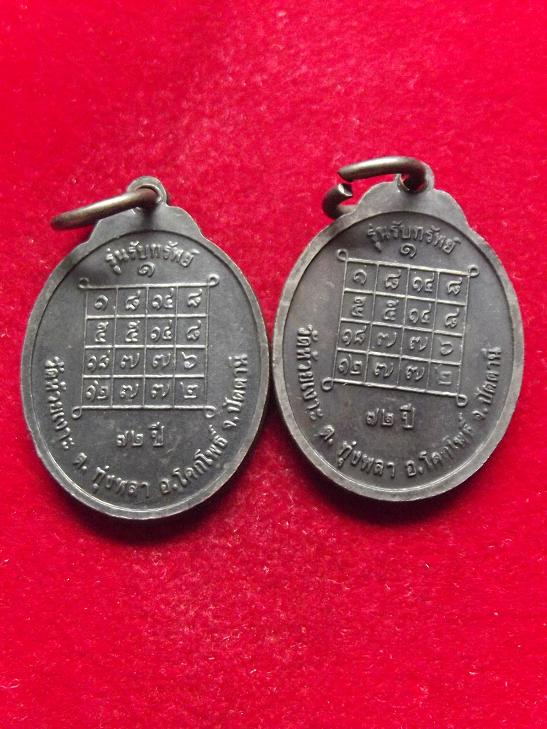 รุ่นรับทรัพย์
๑
๑ ๘ ๑๔ ๘
๕ ๕ ๑๔ ๘
๑๘ ๗ ๗ ๖
๑๒ ๗ ๗ ๒
๗๒ ปี
วัดห้วยเงาะ ต. ทุ่งพลา อ.โคกโพธิ์ จ.ปัตตานี
รุ่นรับทรัพย์
๑
๑ ๘ ๑๔ ๘
๕ ๕ ๑๔ ๘
๑๘ ๗ ๗ ๖
๑๒ ๗ ๗ ๒
๗๒ ปี
วัดห้วยเงาะ ต. ทุ่งพลา อ.โคกโพธิ์ จ.ปัตตานี